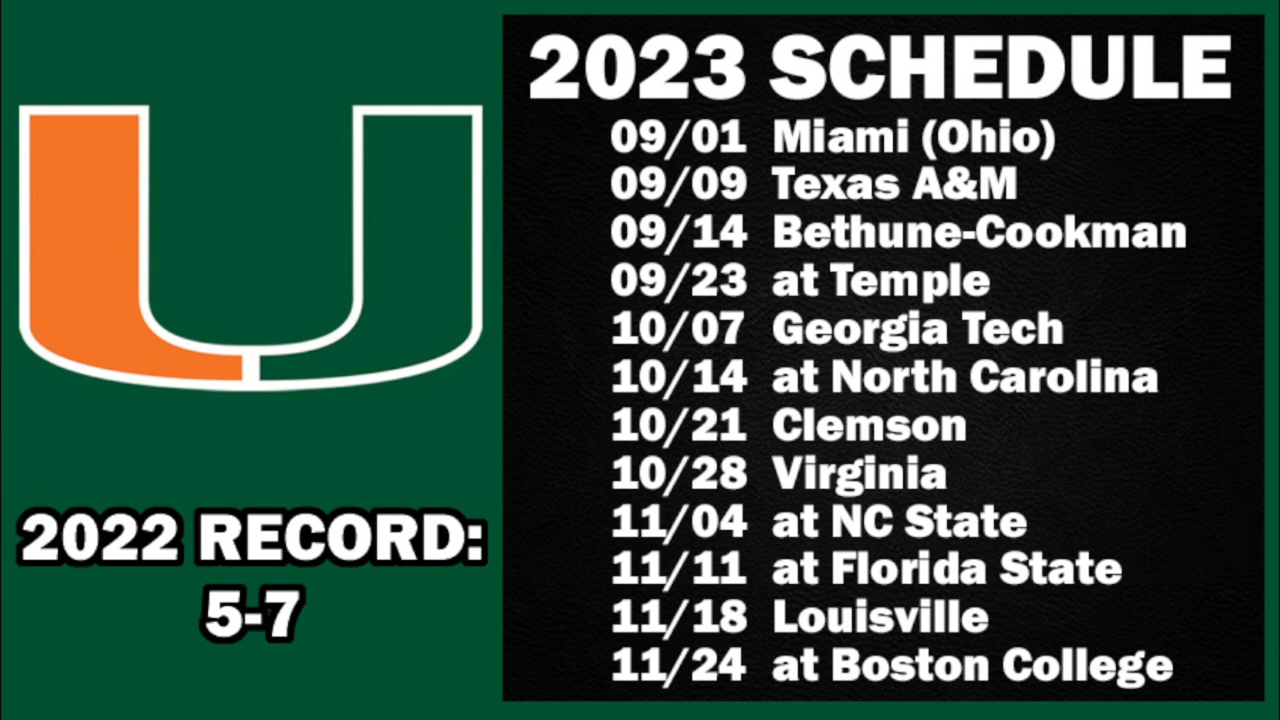 2023 SCHEDULE
09/01 Miami (Ohio)
09/09 Texas A&M
09/14 Bethune-Cookman
09/23 at Temple
10/07 Georgia Tech
10/14 at North Carolina
10/21 Clemson
10/28 Virginia
11/04 at NC State
11/11 at Florida State
11/18 Louisville
11/24 at Boston College
2022 RECORD:
5-7